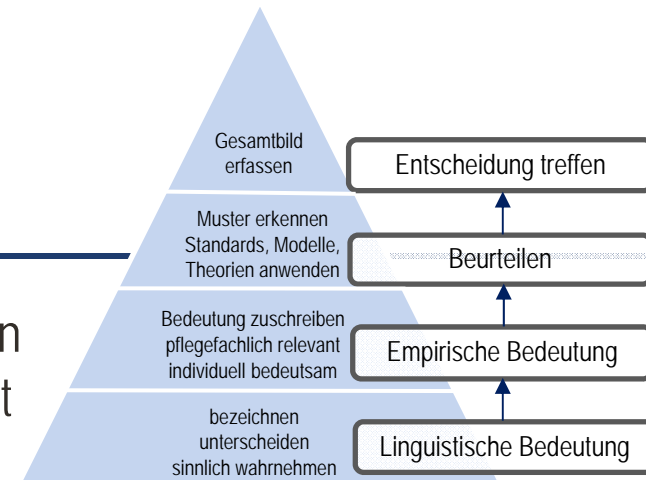 Gesamtbild
erfassen
Entscheidung treffen
Muster erkennen
Standards, Modelle,
Theorien anwenden
Beurteilen
Bedeutung zuschreiben
pflegefachlich relevant
individuell bedeutsam
Empirische Bedeutung
n
t
bezeichnen
unterscheiden
sinnlich wahrnehmen
Linguistische Bedeutung